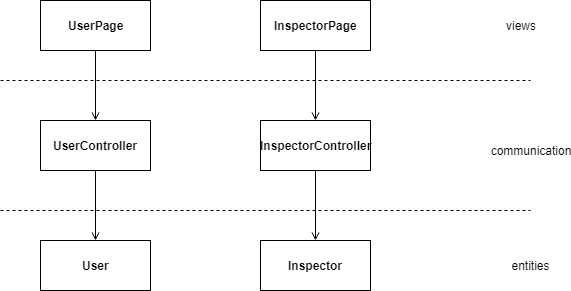 UserPage
InspectorPage
views
UserController
InspectorController
communication
User
Inspector
entities